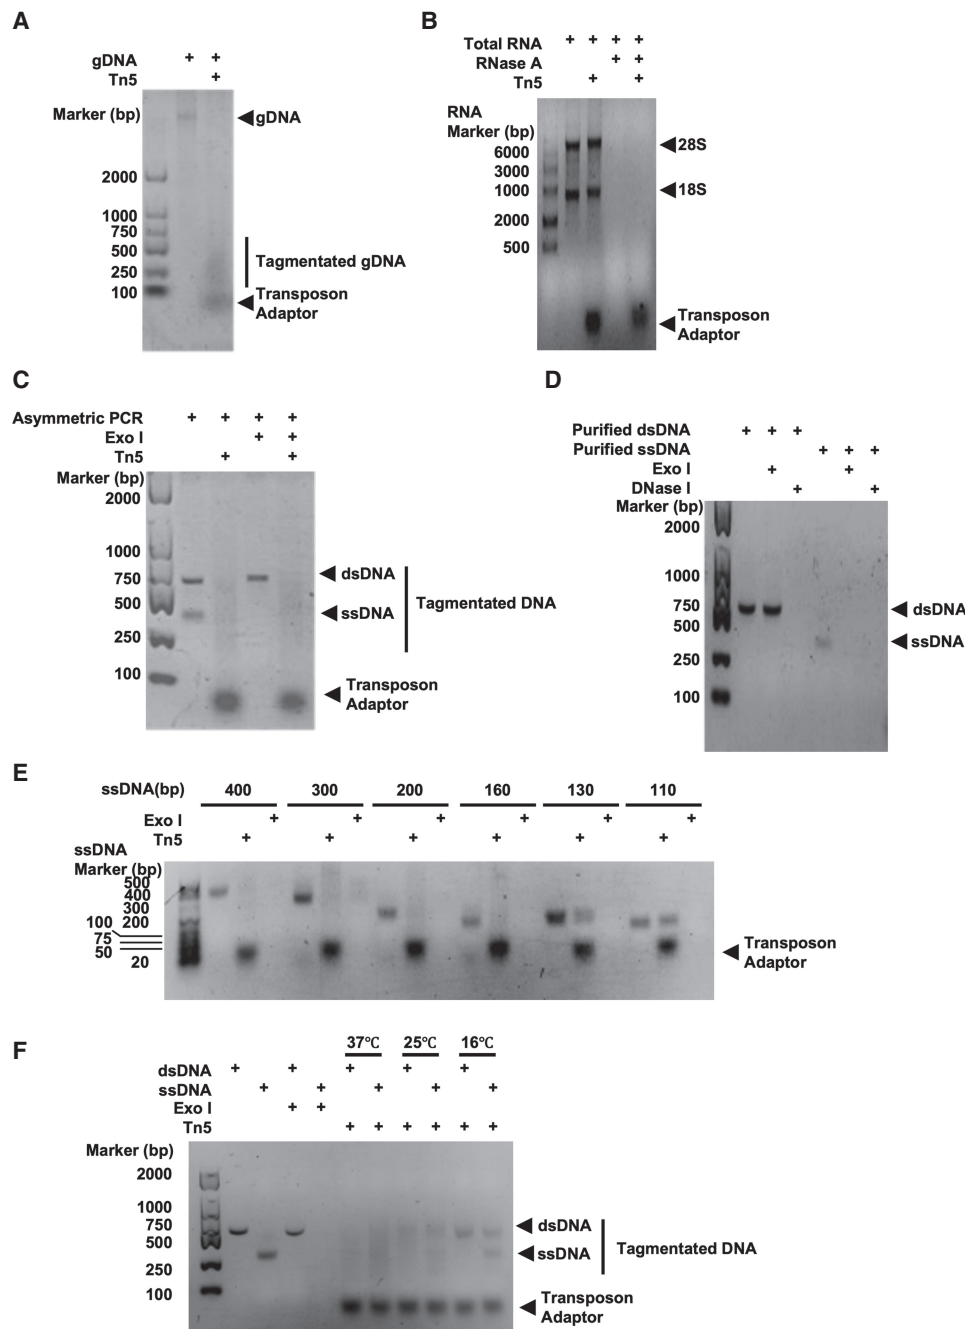 A
gDNA + +
Tn5 +
Marker (bp)
gDNA
2000
1000
750
500
250
100
Tagmentated gDNA
Transposon
Adaptor
B
Total RNA + + + +
RNase A + +
Tn5 + +
RNA
Marker (bp)
6000
3000
1000
2000
500
28S
18S
Transposon
Adaptor
C
Asymmetric PCR + + + +
Exo I + +
Tn5 + +
Marker (bp)
2000
1000
750
500
250
100
dsDNA
ssDNA
Tagmentated DNA
Transposon
Adaptor
D
Purified dsDNA + + +
Purified ssDNA + + +
Exo I + +
DNase I + +
Marker (bp)
2000
1000
750
500
250
100
dsDNA
ssDNA
E
ssDNA(bp) 400 300 200 160 130 110
Exo I + + + + + +
Tn5 + + + + + +
ssDNA
Marker (bp)
500
400
300
100 200
75
50
20
Transposon
Adaptor
F
37°C 25°C 16°C
dsDNA + + + + +
ssDNA + + + + +
Exo I + +
Tn5 + + + + + +
Marker (bp)
2000
1000
750
500
250
100
dsDNA
ssDNA
Tagmentated DNA
Transposon
Adaptor